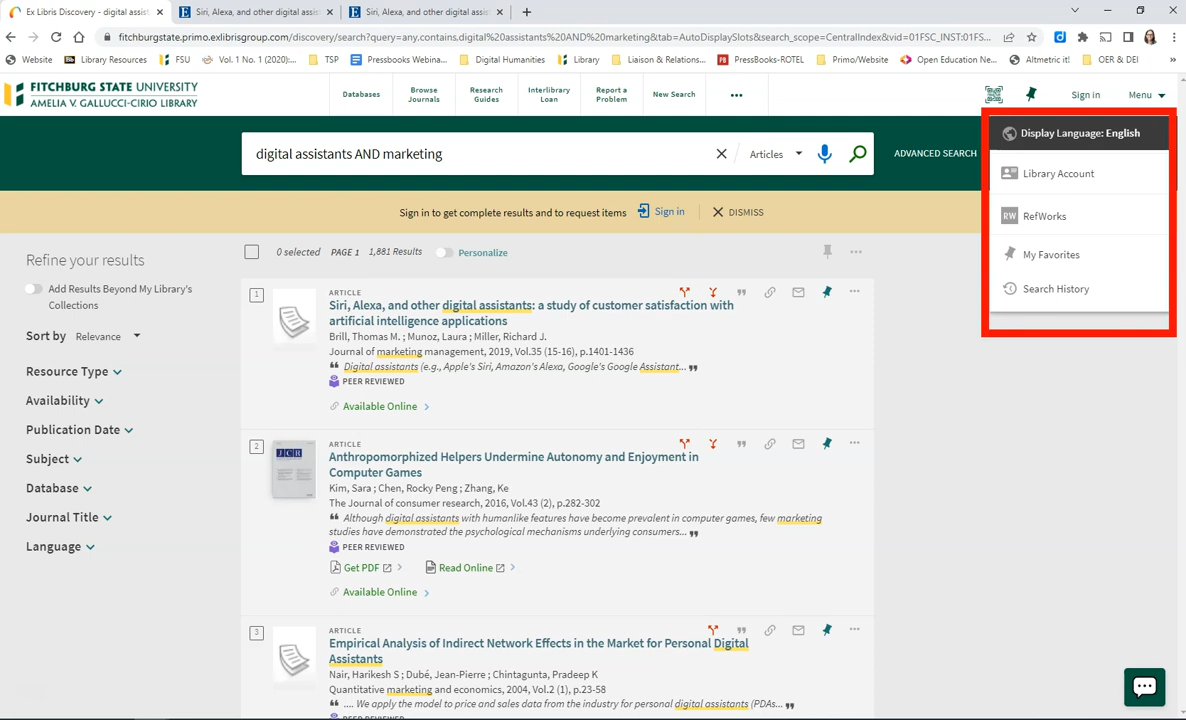 Ex Libris Discovery - digital assist
Siri, Alexa, and other digital assis
Siri, Alexa, and other digital assis
fitchburgstate.primo.exlibrisgroup.com/discovery/search?query=any,contains,digital%20assistants%20AND%20marketing&tab=AutoDisplaySlots&search_scope=CentralIndex&vid=01FSC_INST:01FS...
Website
Library Resources
FSU
Vol. 1 No. 1 (2020):...
TSP
Pressbooks Webina...
Digital Humanities
Library
Liaison & Relations...
PressBooks-ROTEL
Primo/Website
Open Education Ne...
Altmetric it!
OER & DEI
»
FITCHBURG STATE UNIVERSITY
AMELIA V. GALLUCCI-CIRIO LIBRARY
Databases
Browse
Journals
Research
Guides
Interlibrary
Loan
Report a
Problem
New Search
•••
Sign in
Menu
digital assistants AND marketing
Articles
ADVANCED SEARCH
Display Language: English
Library Account
RW RefWorks
My Favorites
Search History
Sign in to get complete results and to request items
Sign in
DISMISS
Refine your results
Add Results Beyond My Library's
Collections
Sort by Relevance
Resource Type
Availability
Publication Date
Subject
Database
Journal Title
Language
0 selected PAGE 1 1,881 Results Personalize
1
ARTICLE
Siri, Alexa, and other digital assistants: a study of customer satisfaction with
artificial intelligence applications
Brill, Thomas M. ; Munoz, Laura ; Miller, Richard J.
Journal of marketing management, 2019, Vol.35 (15-16), p.1401-1436
❝ Digital assistants (e.g., Apple's Siri, Amazon's Alexa, Google's Google Assistant... ❞
PEER REVIEWED
Available Online
2
JCR
ARTICLE
Anthropomorphized Helpers Undermine Autonomy and Enjoyment in
Computer Games
Kim, Sara ; Chen, Rocky Peng ; Zhang, Ke
The Journal of consumer research, 2016, Vol.43 (2), p.282-302
❝ Although digital assistants with humanlike features have become prevalent in computer games, few marketing
studies have demonstrated the psychological mechanisms underlying consumers... ❞
PEER REVIEWED
Get PDF
Read Online
Available Online
3
ARTICLE
Empirical Analysis of Indirect Network Effects in the Market for Personal Digital
Assistants
Nair, Harikesh S ; Dubé, Jean-Pierre ; Chintagunta, Pradeep K
Quantitative marketing and economics, 2004, Vol.2 (1), p.23-58
❝ .... We apply the model to price and sales data from the industry for personal digital assistants (PDAs... ❞
PEER REVIEWED